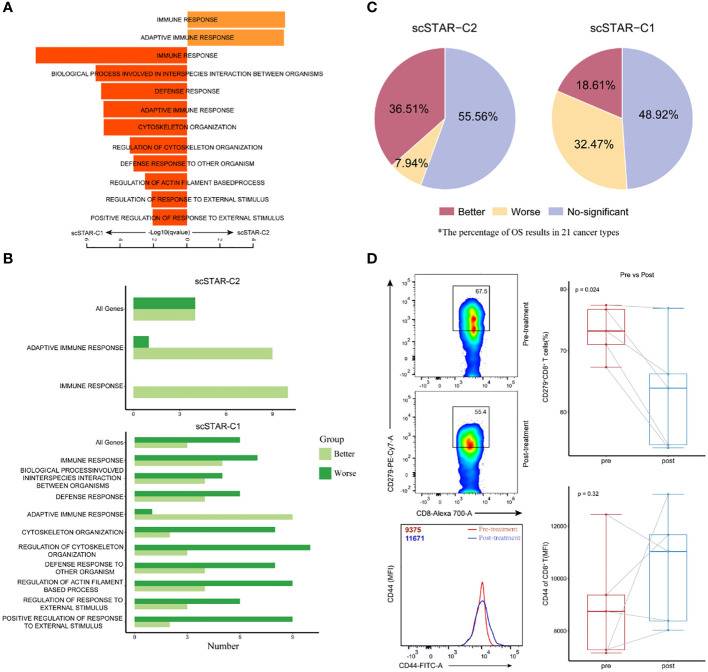 A
IMMUNE RESPONSE
ADAPTIVE IMMUNE RESPONSE
IMMUNE RESPONSE
BIOLOGICAL PROCESS INVOLVED IN INTERSPECIES INTERACTION BETWEEN ORGANISMS
DEFENSE RESPONSE
ADAPTIVE IMMUNE RESPONSE
CYTOSKELETON ORGANIZATION
REGULATION OF CYTOSKELETON ORGANIZATION
DEFENSE RESPONSE TO OTHER ORGANISM
REGULATION OF ACTIN FILAMENT BASEDPROCESS
REGULATION OF RESPONSE TO EXTERNAL STIMULUS
POSITIVE REGULATION OF RESPONSE TO EXTERNAL STIMULUS
scSTAR-C1 -Log10(qvalue) scSTAR-C2
6 4 2 0 2 4
B
scSTAR-C2
All Genes
ADAPTIVE IMMUNE RESPONSE
IMMUNE RESPONSE
0 3 6 9
scSTAR-C1
All Genes
IMMUNE RESPONSE
BIOLOGICAL PROCESSINVOLVED
ININTERSPECIES INTERACTION
BETWEEN ORGANISMS
DEFENSE RESPONSE
ADAPTIVE IMMUNE RESPONSE
CYTOSKELETON ORGANIZATION
REGULATION OF CYTOSKELETON
ORGANIZATION
DEFENSE RESPONSE TO
OTHER ORGANISM
REGULATION OF ACTIN FILAMENT
BASED PROCESS
REGULATION OF RESPONSE TO
EXTERNAL STIMULUS
POSITIVE REGULATION OF RESPONSE
TO EXTERNAL STIMULUS
0 3 6 9
Number
Group
Better
Worse
C
scSTAR−C2
36.51%
55.56%
7.94%
scSTAR−C1
18.61%
48.92%
32.47%
Better Worse No-significant
*The percentage of OS results in 21 cancer types
D
67.5
Pre-treatment
55.4
Post-treatment
CD279-PE Cy7-A
CD8-Alexa 700-A
9375 Pre-treatment
11671 Post-treatment
CD44 (MFI)
CD44-FITC-A
Pre vs Post
p = 0.024
CD279⁺CD8⁺ T cells(%)
80
70
60
pre post
p = 0.32
CD44 of CD8⁺T(MFI)
12000
10000
8000
pre post